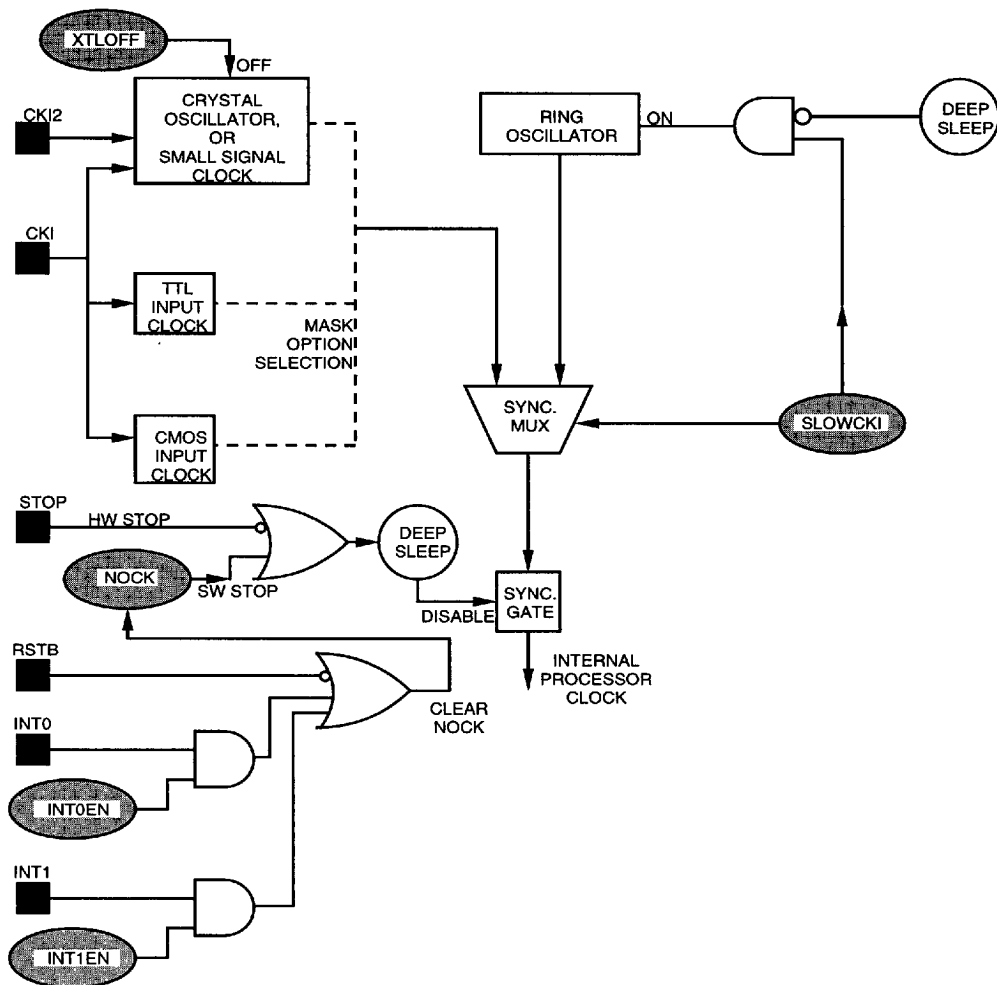 XTLOFF
OFF
CKI2
CRYSTAL
OSCILLATOR,
OR
SMALL SIGNAL
CLOCK
RING
OSCILLATOR
ON
DEEP
SLEEP
CKI
TTL
INPUT
CLOCK
MASK
OPTION
SELECTION
CMOS
INPUT
CLOCK
SYNC.
MUX
SLOWCKI
STOP
HW STOP
NOCK
SW STOP
DEEP
SLEEP
DISABLE
SYNC.
GATE
RSTB
CLEAR
NOCK
INTERNAL
PROCESSOR
CLOCK
INT0
INT0EN
INT1
INT1EN